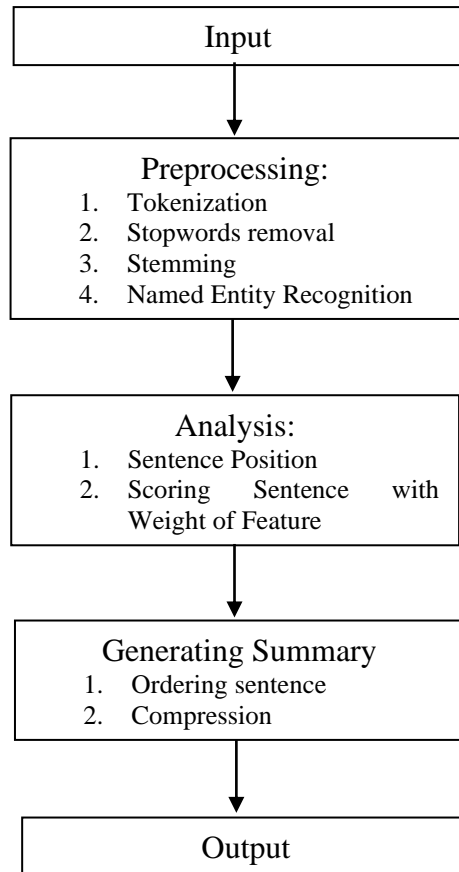 Input
Preprocessing:
1. Tokenization
2. Stopwords removal
3. Stemming
4. Named Entity Recognition
Analysis:
1. Sentence Position
2. Scoring Sentence with
Weight of Feature
Generating Summary
1. Ordering sentence
2. Compression
Output